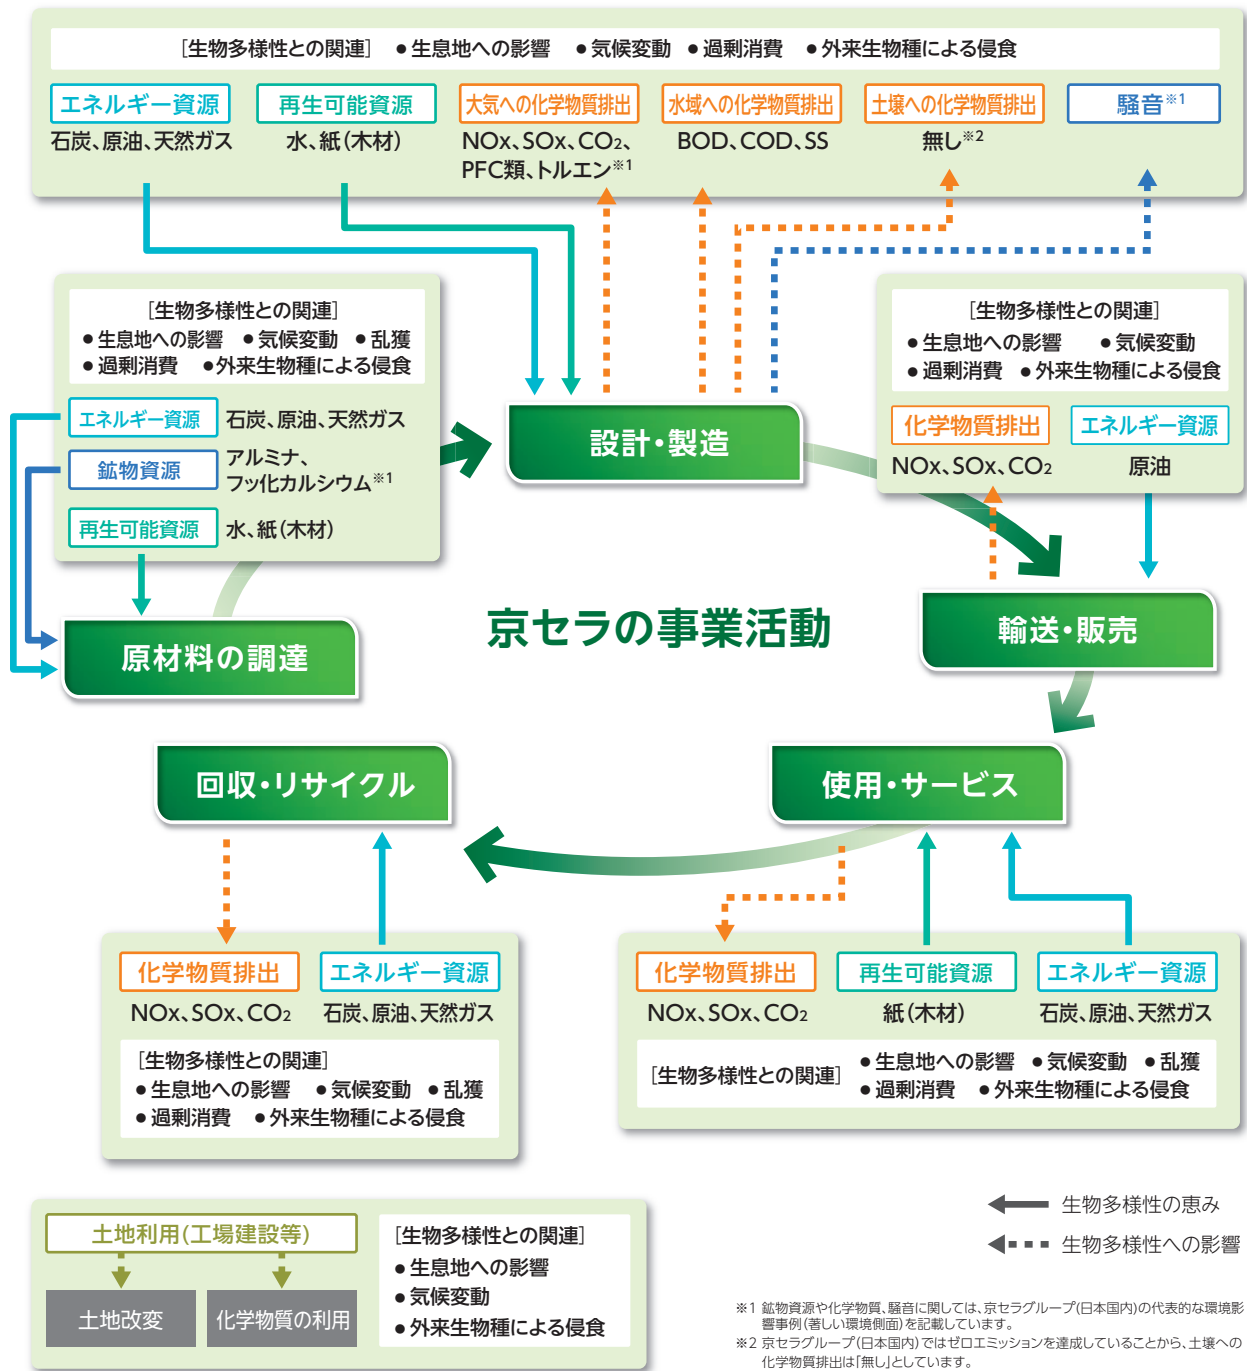 [生物多様性との関連] ●生息地への影響 ●気候変動 ●過剰消費 ●外来生物種による侵食
エネルギー資源
石炭、原油、天然ガス
再生可能資源
水、紙(木材)
大気への化学物質排出
NOx、SOx、CO2、
PFC類、トルエン※1
水域への化学物質排出
BOD、COD、SS
土壌への化学物質排出
無し※2
騒音※1
[生物多様性との関連]
●生息地への影響 ●気候変動 ●乱獲
●過剰消費 ●外来生物種による侵食
エネルギー資源 石炭、原油、天然ガス
鉱物資源 アルミナ、
フッ化カルシウム※1
再生可能資源 水、紙(木材)
[生物多様性との関連]
●生息地への影響 ●気候変動
●過剰消費 ●外来生物種による侵食
化学物質排出
NOx、SOx、CO2
エネルギー資源
原油
設計・製造
京セラの事業活動
原材料の調達
輸送・販売
回収・リサイクル
使用・サービス
化学物質排出
NOx、SOx、CO2
エネルギー資源
石炭、原油、天然ガス
[生物多様性との関連]
●生息地への影響 ●気候変動 ●乱獲
●過剰消費 ●外来生物種による侵食
化学物質排出
NOx、SOx、CO2
再生可能資源
紙(木材)
エネルギー資源
石炭、原油、天然ガス
[生物多様性との関連]
●生息地への影響 ●気候変動 ●乱獲
●過剰消費 ●外来生物種による侵食
土地利用(工場建設等)
土地改変
化学物質の利用
[生物多様性との関連]
●生息地への影響
●気候変動
●外来生物種による侵食
生物多様性の恵み
生物多様性への影響
※1 鉱物資源や化学物質、騒音に関しては、京セラグループ(日本国内)の代表的な環境影
響事例(著しい環境側面)を記載しています。
※2 京セラグループ(日本国内)ではゼロエミッションを達成していることから、土壌への
化学物質排出は「無し」としています。